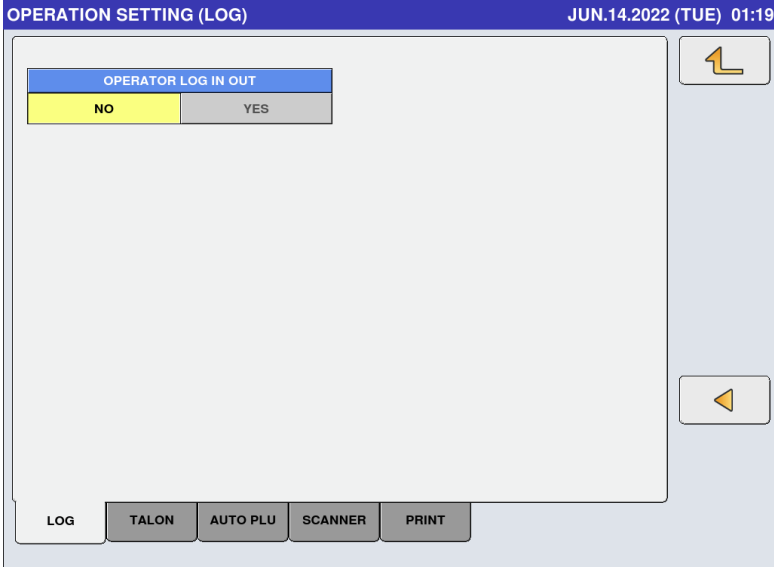 OPERATION SETTING (LOG) JUN.14.2022 (TUE) 01:19
OPERATOR LOG IN OUT
NO YES
LOG TALON AUTO PLU SCANNER PRINT